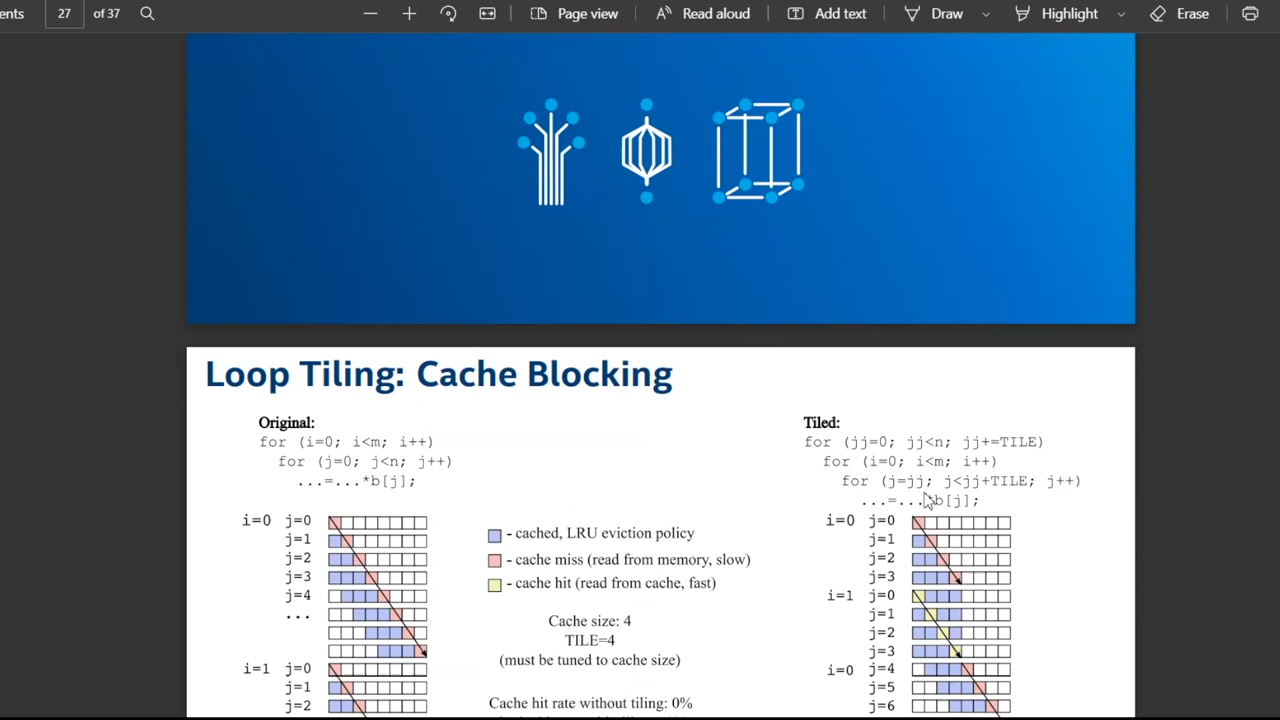 ents 27 of 37 Page view Read aloud Add text Draw Highlight Erase
Loop Tiling: Cache Blocking
Original:
for (i=0; i<m; i++)
for (j=0; j<n; j++)
...=...*b[j];
i=0 j=0
j=1
j=2
j=3
j=4
...
i=1 j=0
j=1
j=2
- cached, LRU eviction policy
- cache miss (read from memory, slow)
- cache hit (read from cache, fast)
Cache size: 4
TILE=4
(must be tuned to cache size)
Cache hit rate without tiling: 0%
Tiled:
for (jj=0; jj<n; jj+=TILE)
for (i=0; i<m; i++)
for (j=jj; j<jj+TILE; j++)
...=...*b[j];
i=0 j=0
j=1
j=2
j=3
i=1 j=0
j=1
j=2
j=3
i=0 j=4
j=5
j=6